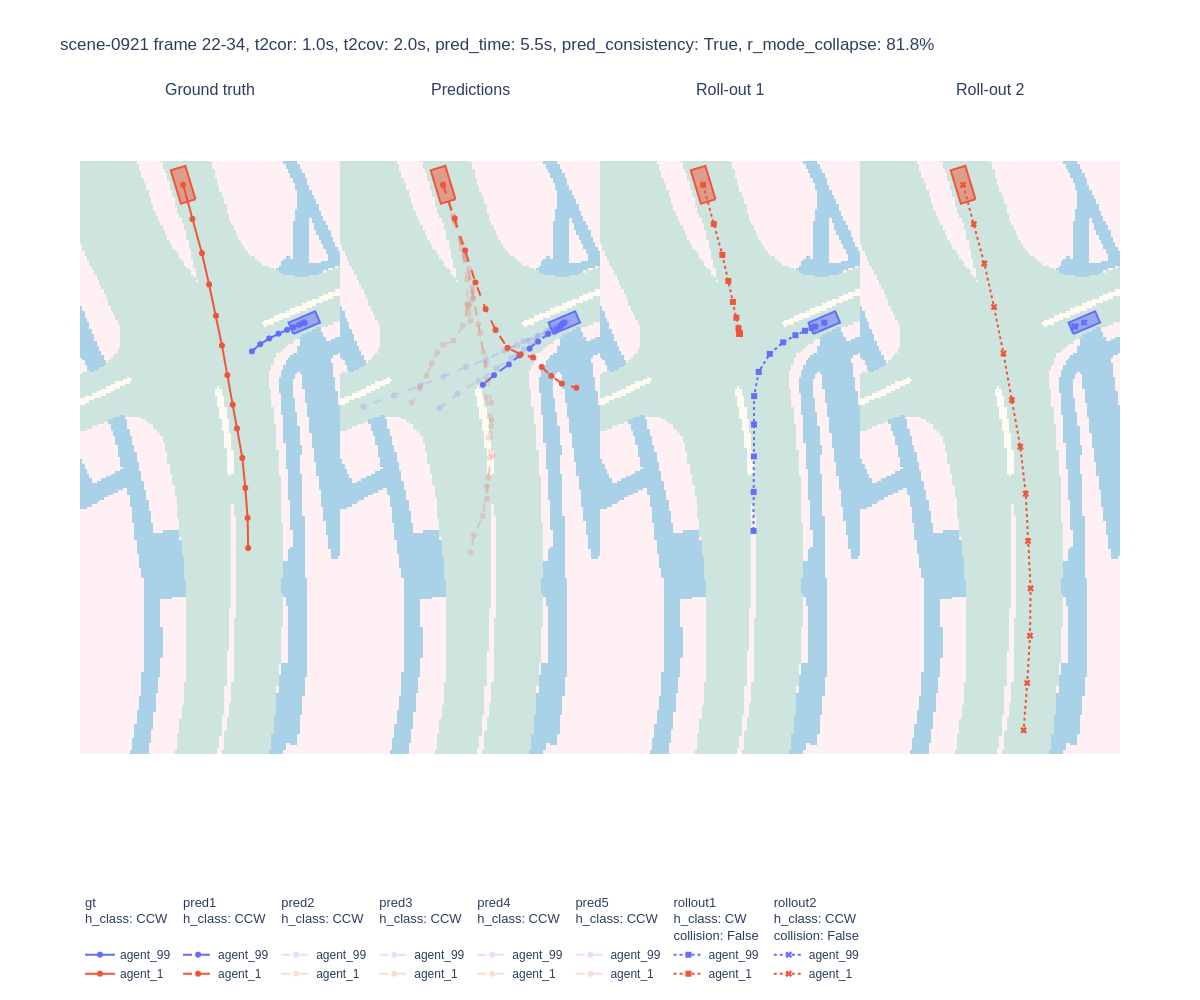 scene-0921 frame 22-34, t2cor: 1.0s, t2cov: 2.0s, pred_time: 5.5s, pred_consistency: True, r_mode_collapse: 81.8%
Ground truth Predictions Roll-out 1 Roll-out 2
gt pred1 pred2 pred3 pred4 pred5 rollout1 rollout2
h_class: CCW h_class: CCW h_class: CCW h_class: CCW h_class: CCW h_class: CCW h_class: CW h_class: CCW
collision: False collision: False
agent_99 agent_99 agent_99 agent_99 agent_99 agent_99 agent_99 agent_99
agent_1 agent_1 agent_1 agent_1 agent_1 agent_1 agent_1 agent_1